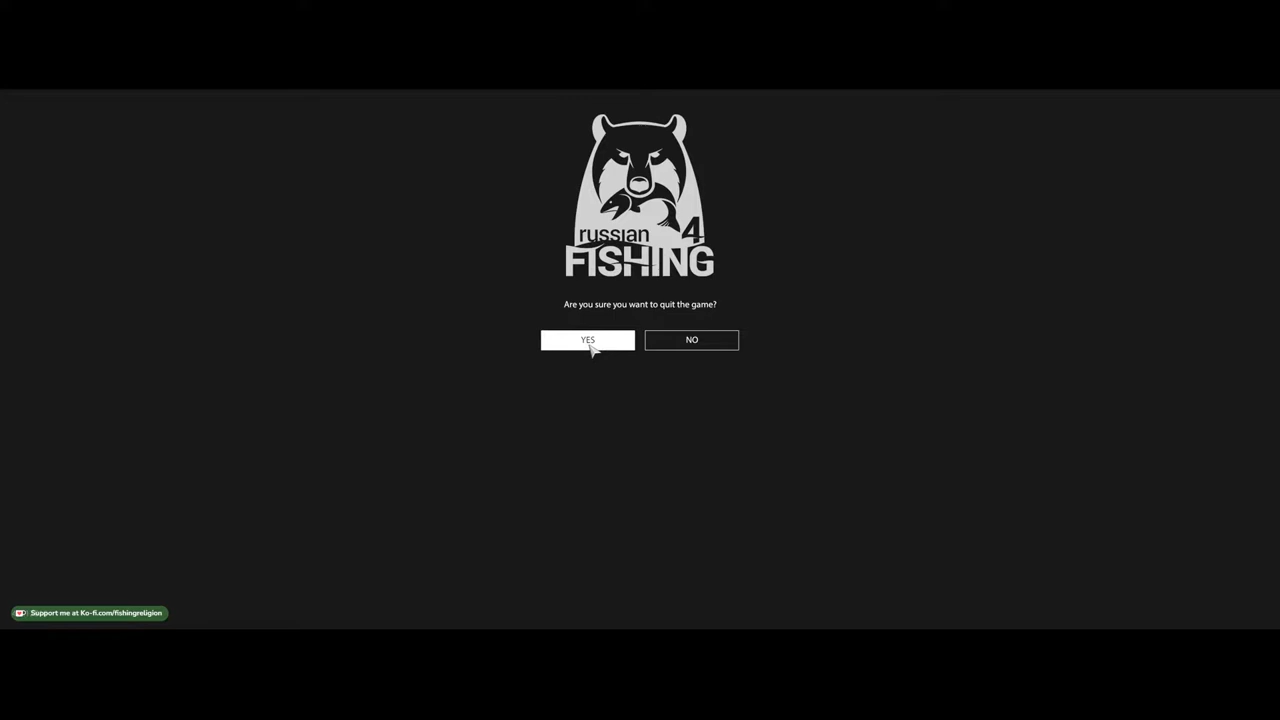 russian 4
FISHING
Are you sure you want to quit the game?
YES
NO
Support me at Ko-fi.com/fishingreligion